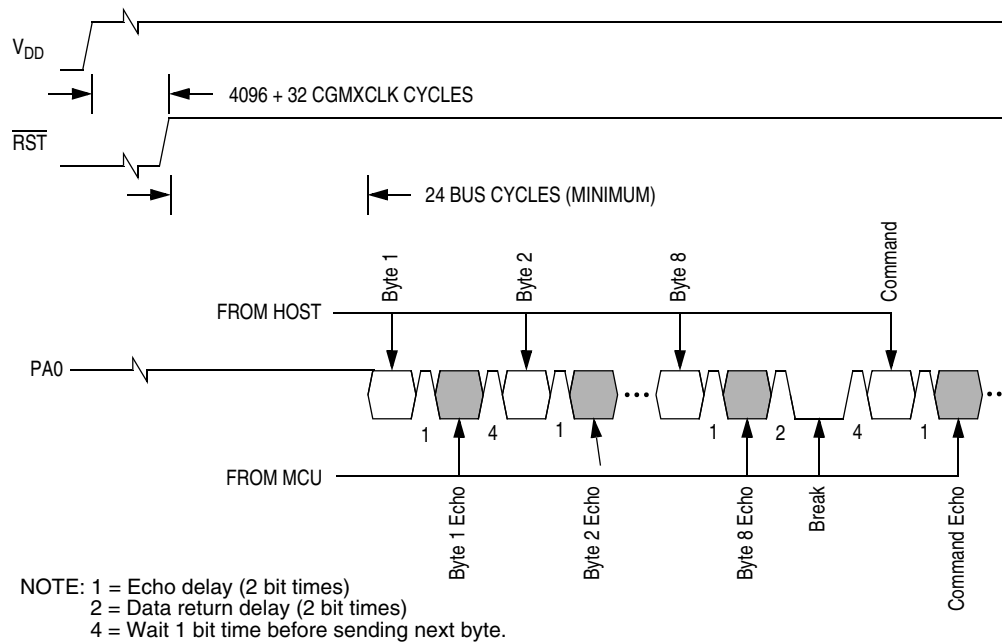 VDD
4096 + 32 CGMXCLK CYCLES
RST
24 BUS CYCLES (MINIMUM)
Byte 1
Byte 2
Byte 8
Command
FROM HOST
PA0
1
4
1
1
2
4
1
FROM MCU
Byte 1 Echo
Byte 2 Echo
Byte 8 Echo
Break
Command Echo
NOTE: 1 = Echo delay (2 bit times)
2 = Data return delay (2 bit times)
4 = Wait 1 bit time before sending next byte.